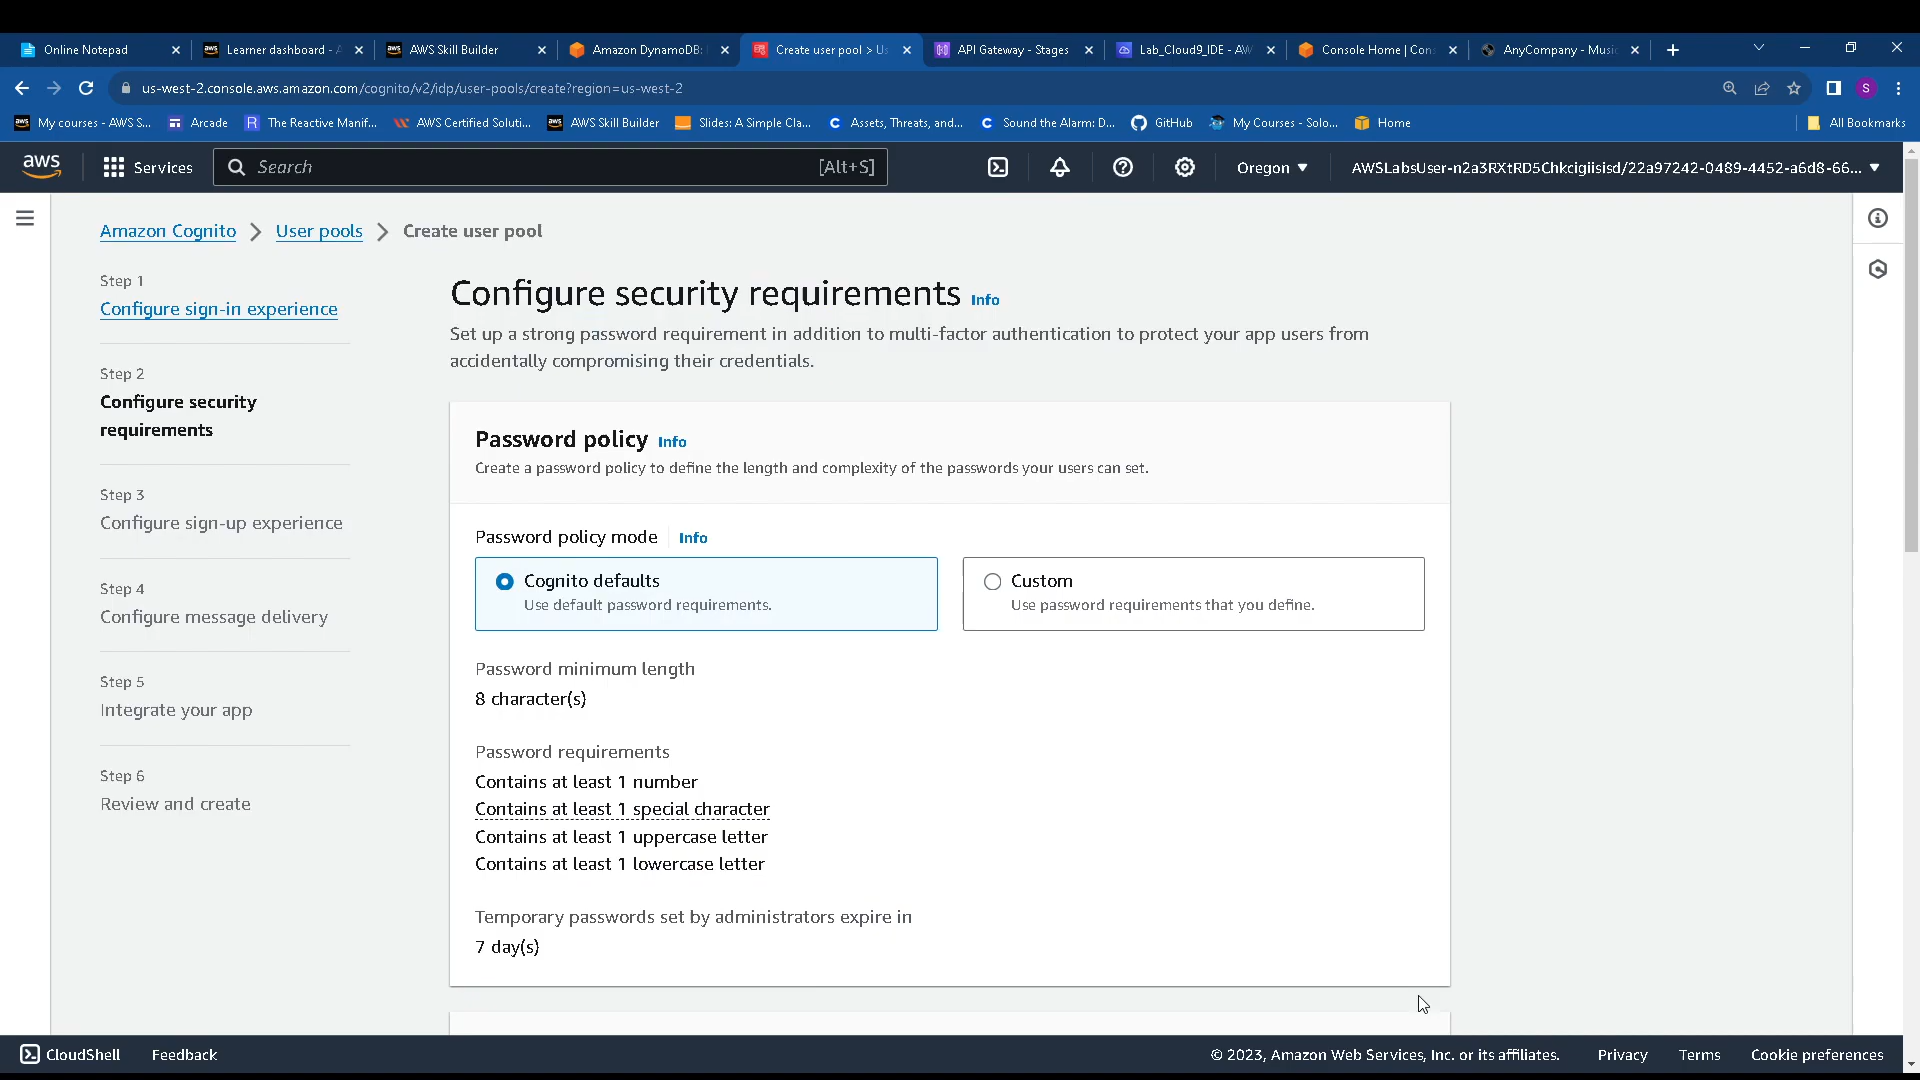 Online Notepad
Learner dashboard - A
AWS Skill Builder
Amazon DynamoDB:
Create user pool > Us
API Gateway - Stages
Lab_Cloud9_IDE - AW
Console Home | Con
AnyCompany - Music
us-west-2.console.aws.amazon.com/cognito/v2/idp/user-pools/create?region=us-west-2
S
My courses - AWS S...
Arcade
The Reactive Manif...
AWS Certified Soluti...
AWS Skill Builder
Slides: A Simple Cla...
Assets, Threats, and...
Sound the Alarm: D...
GitHub
My Courses - Solo...
Home
All Bookmarks
aws
Services
Search
[Alt+S]
Oregon
AWSLabsUser-n2a3RXtRD5Chkcigiisisd/22a97242-0489-4452-a6d8-66...
Amazon Cognito
User pools
Create user pool
Step 1
Configure sign-in experience
Step 2
Configure security
requirements
Step 3
Configure sign-up experience
Step 4
Configure message delivery
Step 5
Integrate your app
Step 6
Review and create
Configure security requirements Info
Set up a strong password requirement in addition to multi-factor authentication to protect your app users from
accidentally compromising their credentials.
Password policy Info
Create a password policy to define the length and complexity of the passwords your users can set.
Password policy mode Info
Cognito defaults
Use default password requirements.
Custom
Use password requirements that you define.
Password minimum length
8 character(s)
Password requirements
Contains at least 1 number
Contains at least 1 special character
Contains at least 1 uppercase letter
Contains at least 1 lowercase letter
Temporary passwords set by administrators expire in
7 day(s)
CloudShell
Feedback
© 2023, Amazon Web Services, Inc. or its affiliates.
Privacy
Terms
Cookie preferences